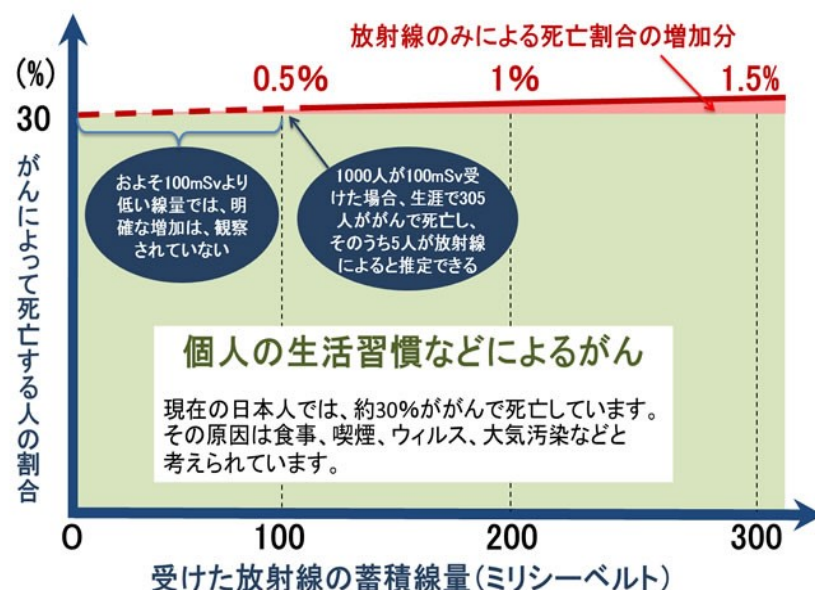 放射線のみによる死亡割合の増加分
(%)
0.5%
1%
1.5%
30
がんによって死亡する人の割合
およそ100mSvより
低い線量では、明
確な増加は、観察
されていない
1000人が100mSv受
けた場合、生涯で305
人ががんで死亡し、
そのうち5人が放射線
によると推定できる
個人の生活習慣などによるがん
現在の日本人では、約30%ががんで死亡しています。
その原因は食事、喫煙、ウィルス、大気汚染などと
考えられています。
O
100
200
300
受けた放射線の蓄積線量(ミリシーベルト)